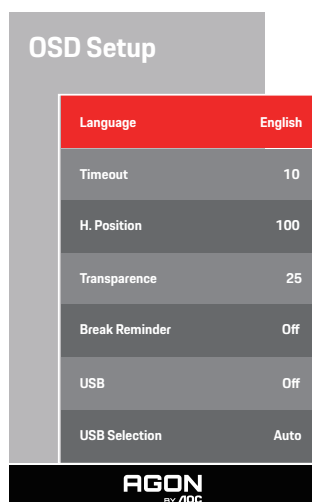 OSD Setup
Language English
Timeout 10
H. Position 100
Transparence 25
Break Reminder Off
USB Off
USB Selection Auto
AGON
BY AOC